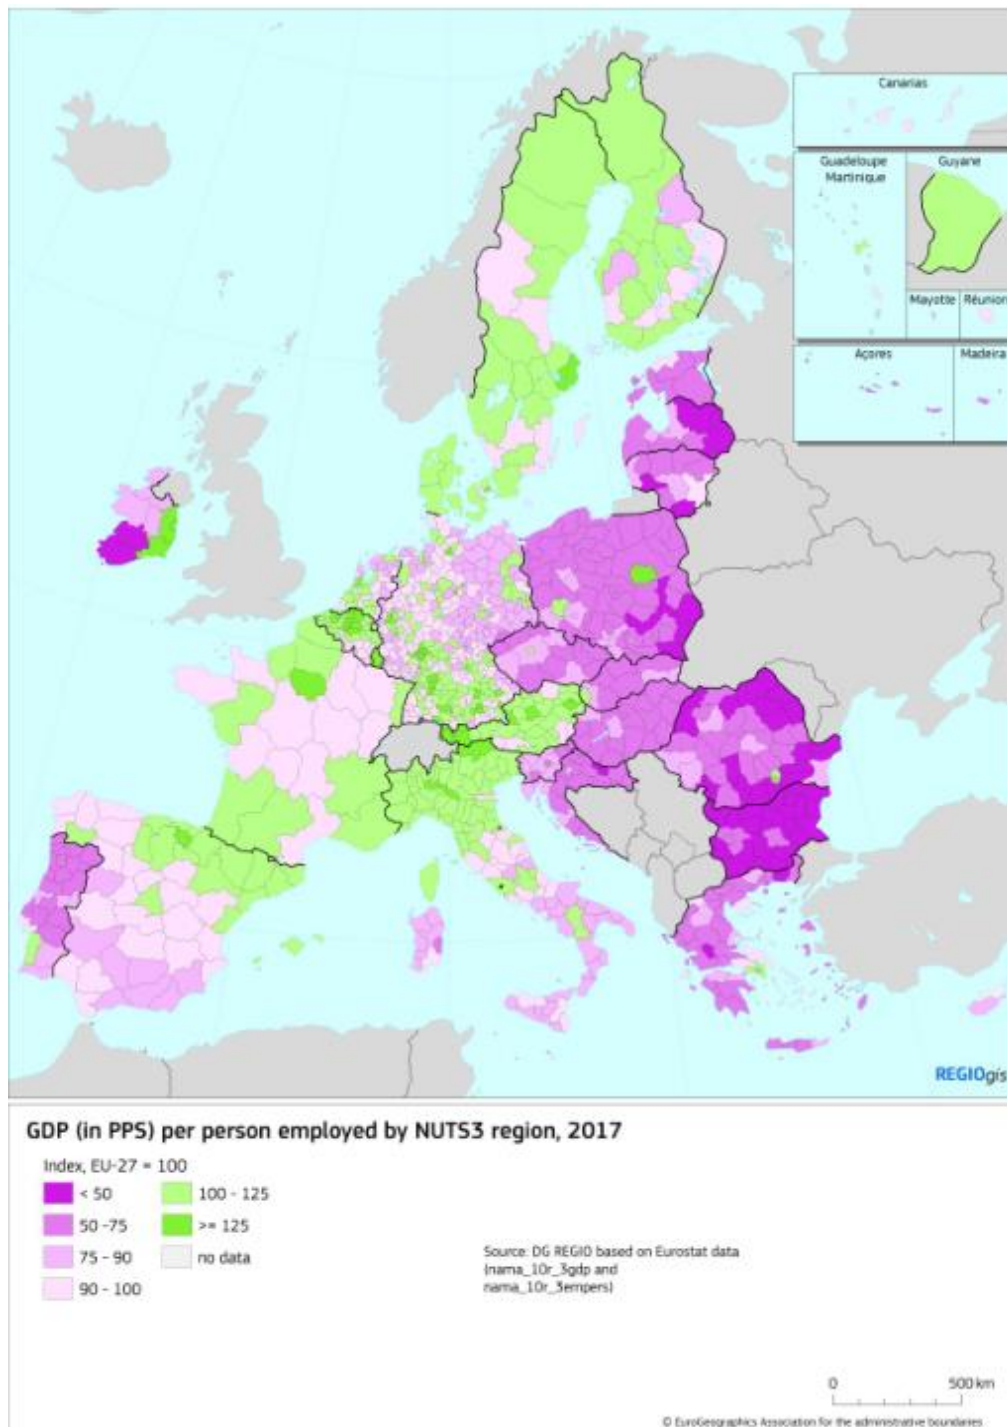 Canarias
Guadeloupe
Martinique
Guyane
Mayotte
Réunion
Açores
Madeira
REGIOgis
GDP (in PPS) per person employed by NUTS3 region, 2017
Index, EU-27 = 100
< 50
100 - 125
50 -75
>= 125
75 - 90
no data
90 - 100
Source: DG REGIO based on Eurostat data
(nama_10r_3gdp and
nama_10r_3empers)
0
500 km
© EuroGeographics Association for the administrative boundaries